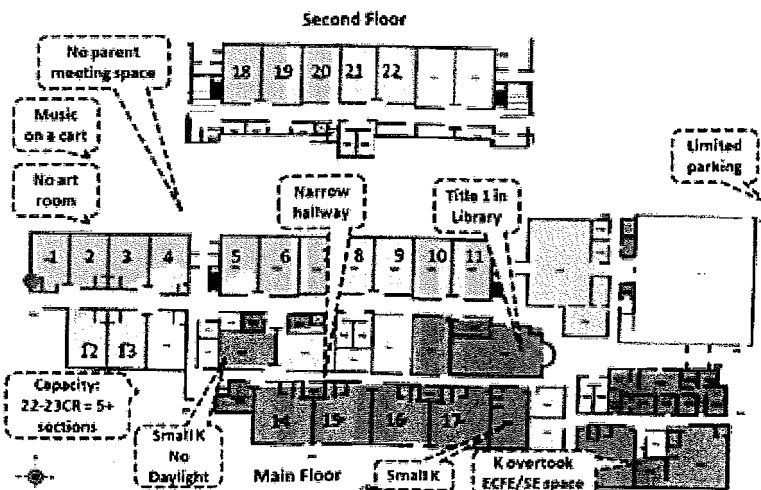 Second Floor
No parent
meeting space
18 19 20 21 22
Music
on a cart
Limited
parking
No art
room
Narrow
hallway
Title 1 in
Library
1 2 3 4 5 6 7 8 9 10 11
12 13
Capacity:
22-23CR = 5+
sections
14 15 16 17
Small K
No
Daylight
Main Floor
Small K
K overtook
ECFE/SE space